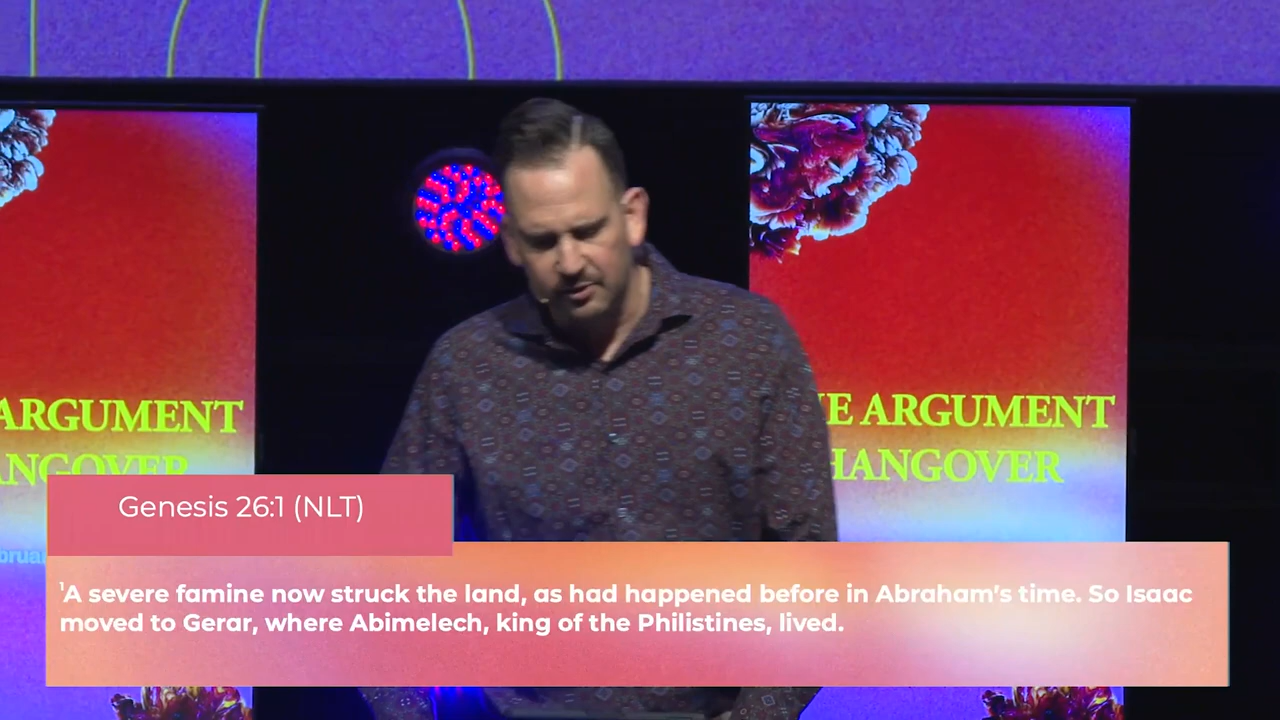 ARGUMENT
ANGOVER
E ARGUMENT
HANGOVER
Genesis 26:1 (NLT)
¹A severe famine now struck the land, as had happened before in Abraham's time. So Isaac
moved to Gerar, where Abimelech, king of the Philistines, lived.